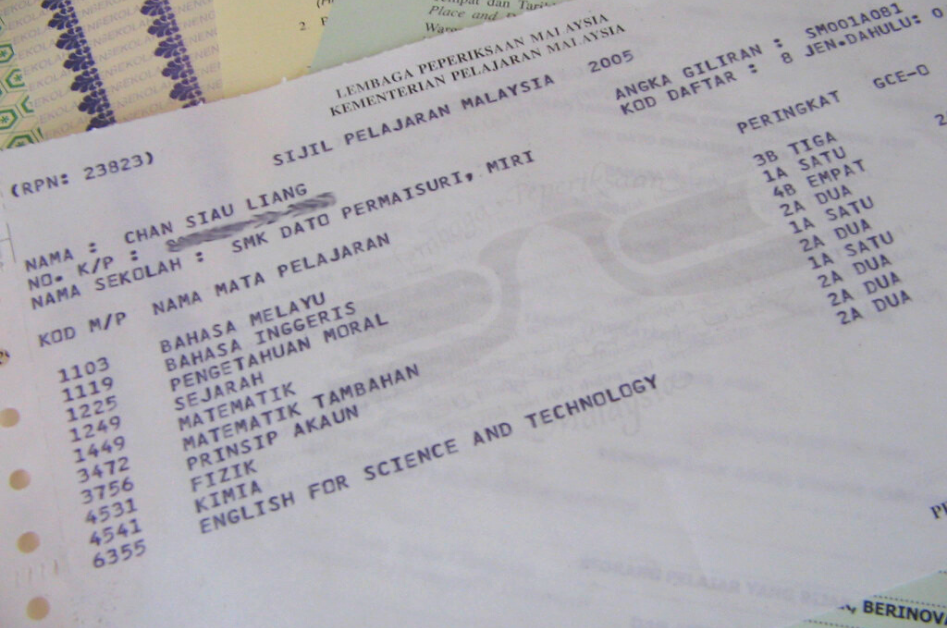 LEMBAGA PEPERIKSAAN MALAYSIA
KEMENTERIAN PELAJARAN MALAYSIA
SIJIL PELAJARAN MALAYSIA 2005
(RPN: 23823)
ANGKA GILIRAN : SM001A081
KOD DAFTAR : 8 JEN.DAHULU: 0
NAMA : CHAN SIAU LIANG
NO. K/P :
NAMA SEKOLAH : SMK DATO PERMAISURI, MIRI
KOD M/P NAMA MATA PELAJARAN PERINGKAT GCE-O
1103 BAHASA MELAYU 3B TIGA
1119 BAHASA INGGERIS 1A SATU 2
1225 PENGETAHUAN MORAL 4B EMPAT
1249 SEJARAH 2A DUA
1449 MATEMATIK 1A SATU
3472 MATEMATIK TAMBAHAN 2A DUA
3756 PRINSIP AKAUN 1A SATU
4531 FIZIK 2A DUA
4541 KIMIA 2A DUA
6355 ENGLISH FOR SCIENCE AND TECHNOLOGY 2A DUA